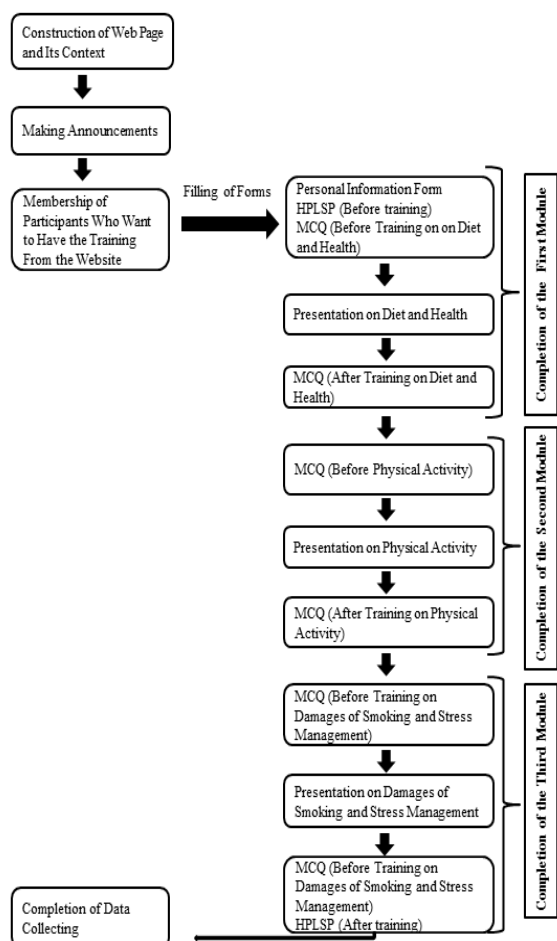 Construction of Web Page
and Its Context
Making Announcements
Membership of
Participants Who Want
to Have the Training
From the Website
Filling of Forms
Personal Information Form
HPLSP (Before training)
MCQ (Before Training on on Diet
and Health)
Presentation on Diet and Health
MCQ (After Training on Diet and
Health)
Completion of the First Module
MCQ (Before Physical Activity)
Presentation on Physical Activity
MCQ (After Training on Physical
Activity)
Completion of the Second Module
MCQ (Before Training on
Damages of Smoking and Stress
Management)
Presentation on Damages of
Smoking and Stress Management
MCQ (Before Training on
Damages of Smoking and Stress
Management)
HPLSP (After training)
Completion of the Third Module
Completion of Data
Collecting